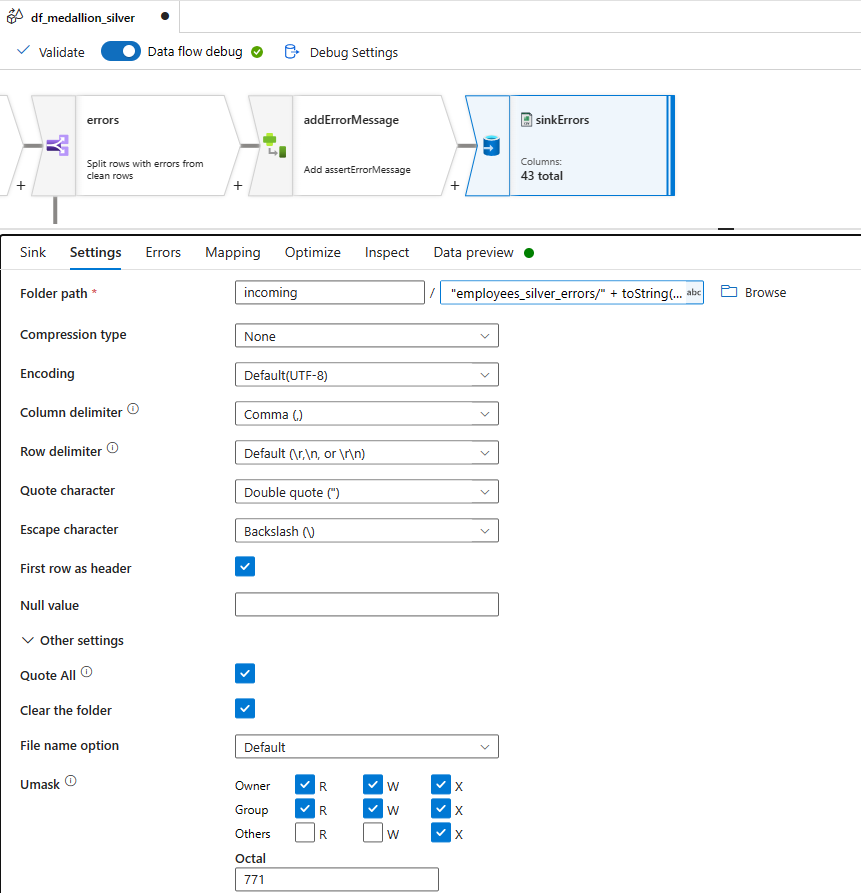 df_medallion_silver
Validate Data flow debug Debug Settings
errors
Split rows with errors from
clean rows
+
addErrorMessage
Add assertErrorMessage
+
sinkErrors
Columns:
43 total
+
Sink Settings Errors Mapping Optimize Inspect Data preview
Folder path * incoming / "employees_silver_errors/" + toString(... abc Browse
Compression type None
Encoding Default(UTF-8)
Column delimiter Comma (,)
Row delimiter Default (\r,\n, or \r\n)
Quote character Double quote (")
Escape character Backslash (\)
First row as header
Null value
Other settings
Quote All
Clear the folder
File name option Default
Umask
Owner R W X
Group R W X
Others R W X
Octal
771